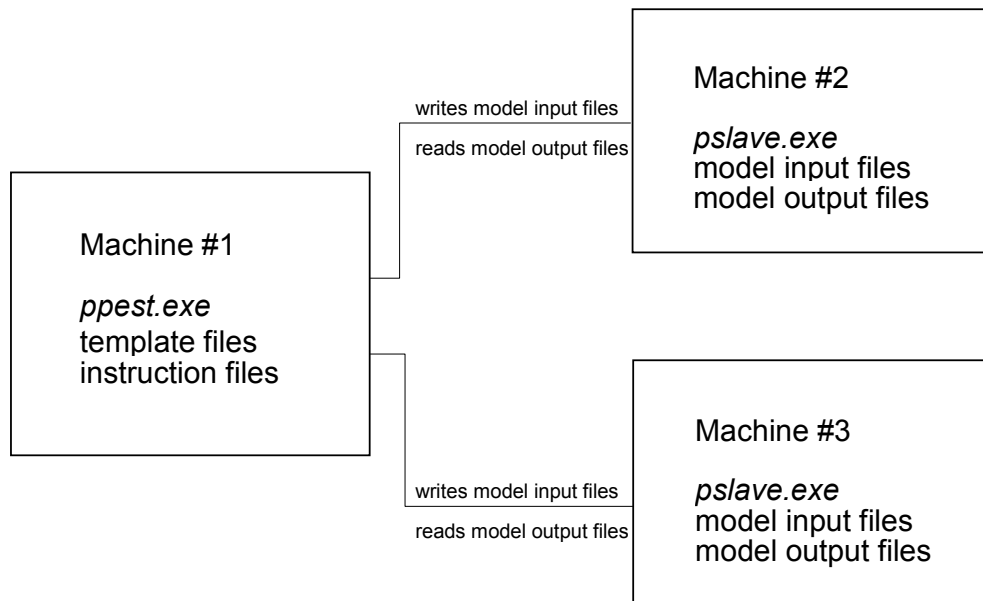 Machine #1
ppest.exe
template files
instruction files
writes model input files
reads model output files
Machine #2
pslave.exe
model input files
model output files
writes model input files
reads model output files
Machine #3
pslave.exe
model input files
model output files